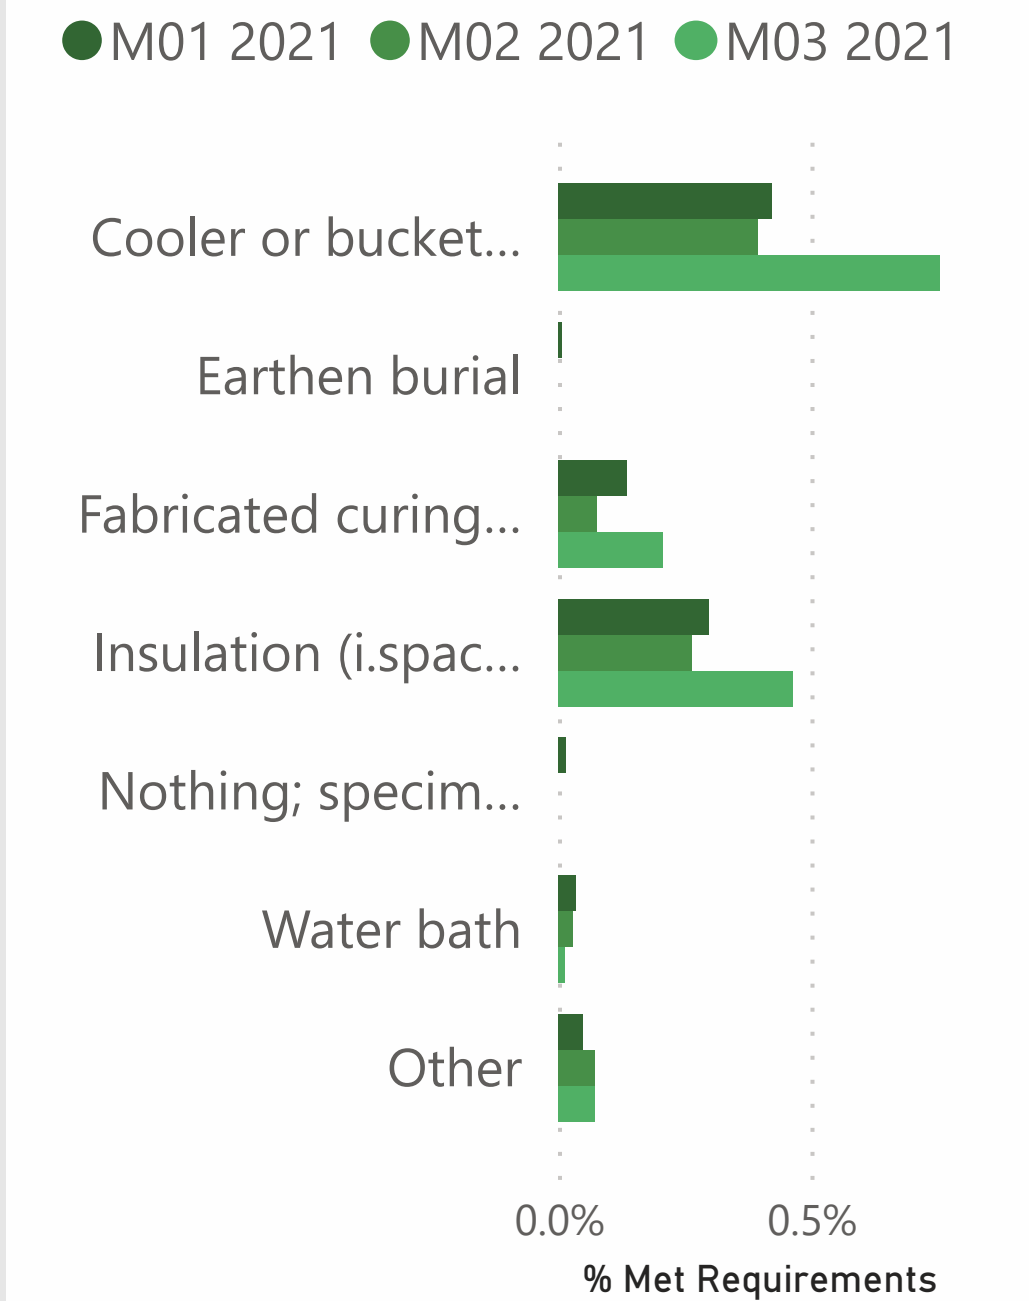 M01 2021 M02 2021 M03 2021
Cooler or bucket...
Earthen burial
Fabricated curing...
Insulation (i.spac...
Nothing; specim...
Water bath
Other
0.0% 0.5%
% Met Requirements